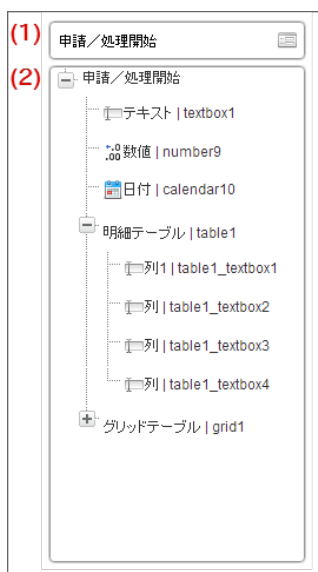 (1) 申請／処理開始
(2) 申請／処理開始
テキスト | textbox1
.00 数値 | number9
日付 | calendar10
明細テーブル | table1
列1 | table1_textbox1
列 | table1_textbox2
列 | table1_textbox3
列 | table1_textbox4
グリッドテーブル | grid1